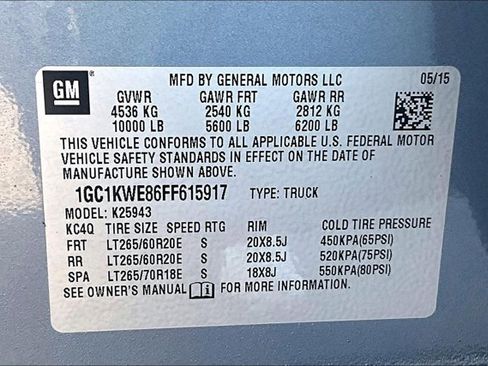 GM
MFD BY GENERAL MOTORS LLC 05/15
GVWR GAWR FRT GAWR RR
4536 KG 2540 KG 2812 KG
10000 LB 5600 LB 6200 LB
THIS VEHICLE CONFORMS TO ALL APPLICABLE U.S. FEDERAL MOTOR
VEHICLE SAFETY STANDARDS IN EFFECT ON THE DATE OF
MANUFACTURE SHOWN ABOVE.
1GC1KWE86FF615917 TYPE: TRUCK
MODEL: K25943
KC4Q TIRE SIZE SPEED RTG RIM COLD TIRE PRESSURE
FRT LT265/60R20E S 20X8.5J 450KPA(65PSI)
RR LT265/60R20E S 20X8.5J 520KPA(75PSI)
SPA LT265/70R18E S 18X8J 550KPA(80PSI)
SEE OWNER'S MANUAL FOR MORE INFORMATION.